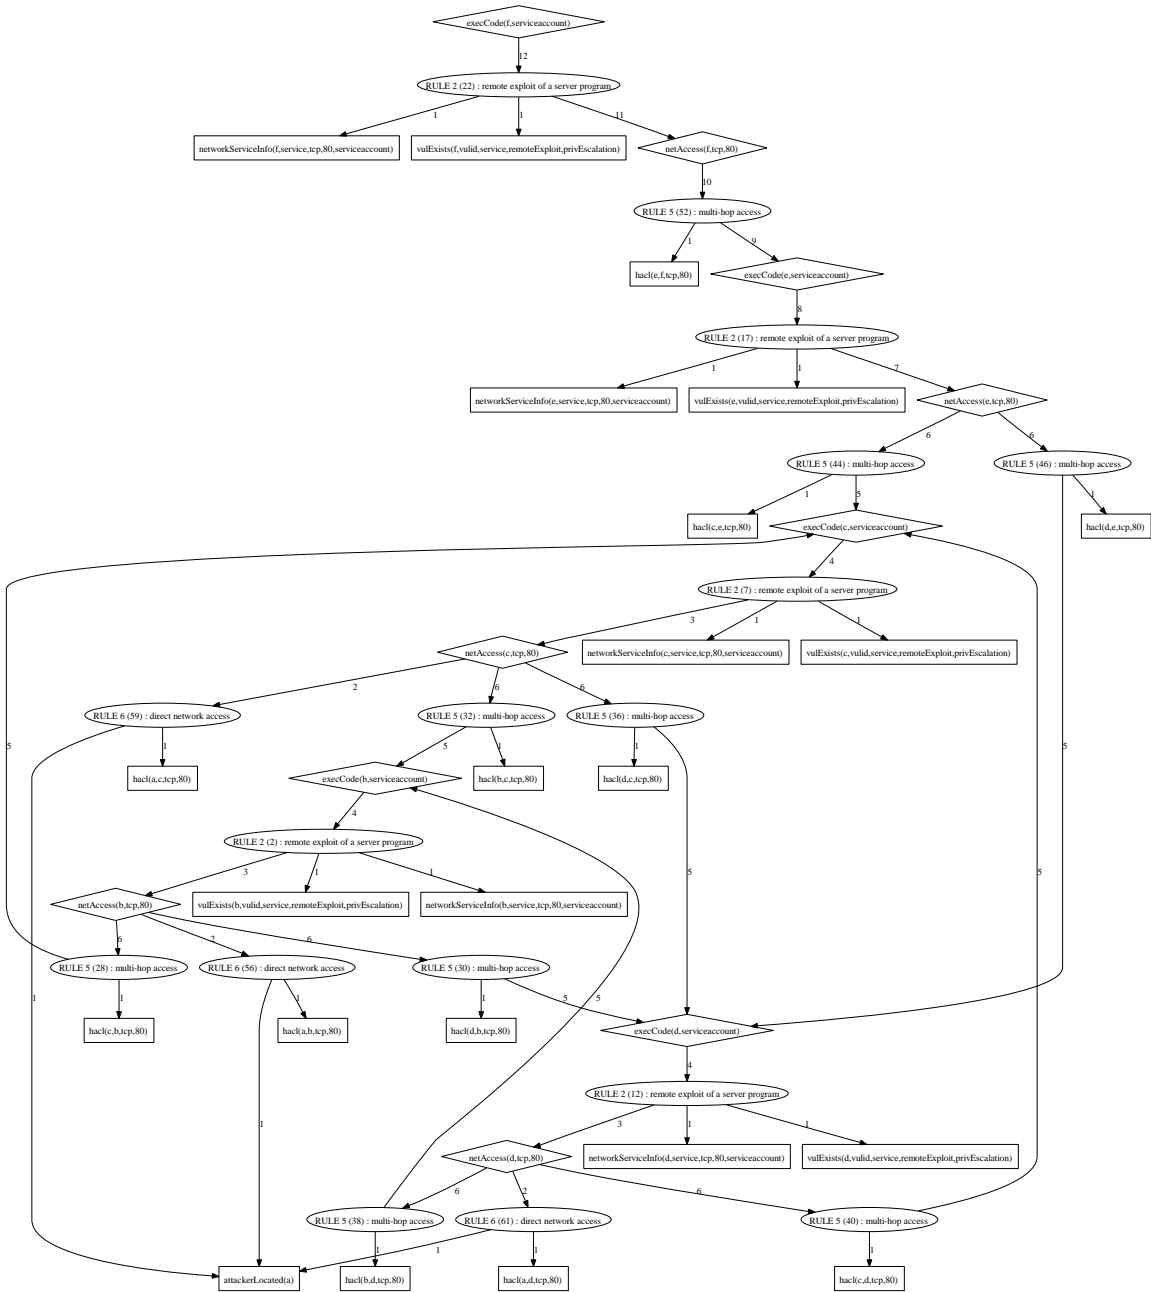 execCode(f,serviceaccount)
12
RULE 2 (22) : remote exploit of a server program
1
1
11
networkServiceInfo(f,service,tcp,80,serviceaccount)
vulExists(f,vulid,service,remoteExploit,privEscalation)
netAccess(f,tcp,80)
10
RULE 5 (52) : multi-hop access
1
9
hacl(e,f,tcp,80)
execCode(e,serviceaccount)
8
RULE 2 (17) : remote exploit of a server program
1
1
7
networkServiceInfo(e,service,tcp,80,serviceaccount)
vulExists(e,vulid,service,remoteExploit,privEscalation)
netAccess(e,tcp,80)
6
6
RULE 5 (44) : multi-hop access
RULE 5 (46) : multi-hop access
1
5
1
hacl(c,e,tcp,80)
execCode(c,serviceaccount)
hacl(d,e,tcp,80)
4
RULE 2 (7) : remote exploit of a server program
3
1
1
netAccess(c,tcp,80)
networkServiceInfo(c,service,tcp,80,serviceaccount)
vulExists(c,vulid,service,remoteExploit,privEscalation)
2
6
6
RULE 6 (59) : direct network access
RULE 5 (32) : multi-hop access
RULE 5 (36) : multi-hop access
5
1
5
1
1
5
hacl(a,c,tcp,80)
execCode(b,serviceaccount)
hacl(b,c,tcp,80)
hacl(d,c,tcp,80)
4
RULE 2 (2) : remote exploit of a server program
3
1
1
5
5
netAccess(b,tcp,80)
vulExists(b,vulid,service,remoteExploit,privEscalation)
networkServiceInfo(b,service,tcp,80,serviceaccount)
6
2
6
RULE 5 (28) : multi-hop access
RULE 6 (56) : direct network access
RULE 5 (30) : multi-hop access
1
1
1
1
5
5
hacl(c,b,tcp,80)
hacl(a,b,tcp,80)
hacl(d,b,tcp,80)
execCode(d,serviceaccount)
4
RULE 2 (12) : remote exploit of a server program
1
3
1
1
netAccess(d,tcp,80)
networkServiceInfo(d,service,tcp,80,serviceaccount)
vulExists(d,vulid,service,remoteExploit,privEscalation)
6
2
6
RULE 5 (38) : multi-hop access
RULE 6 (61) : direct network access
RULE 5 (40) : multi-hop access
1
1
1
1
attackerLocated(a)
hacl(b,d,tcp,80)
hacl(a,d,tcp,80)
hacl(c,d,tcp,80)